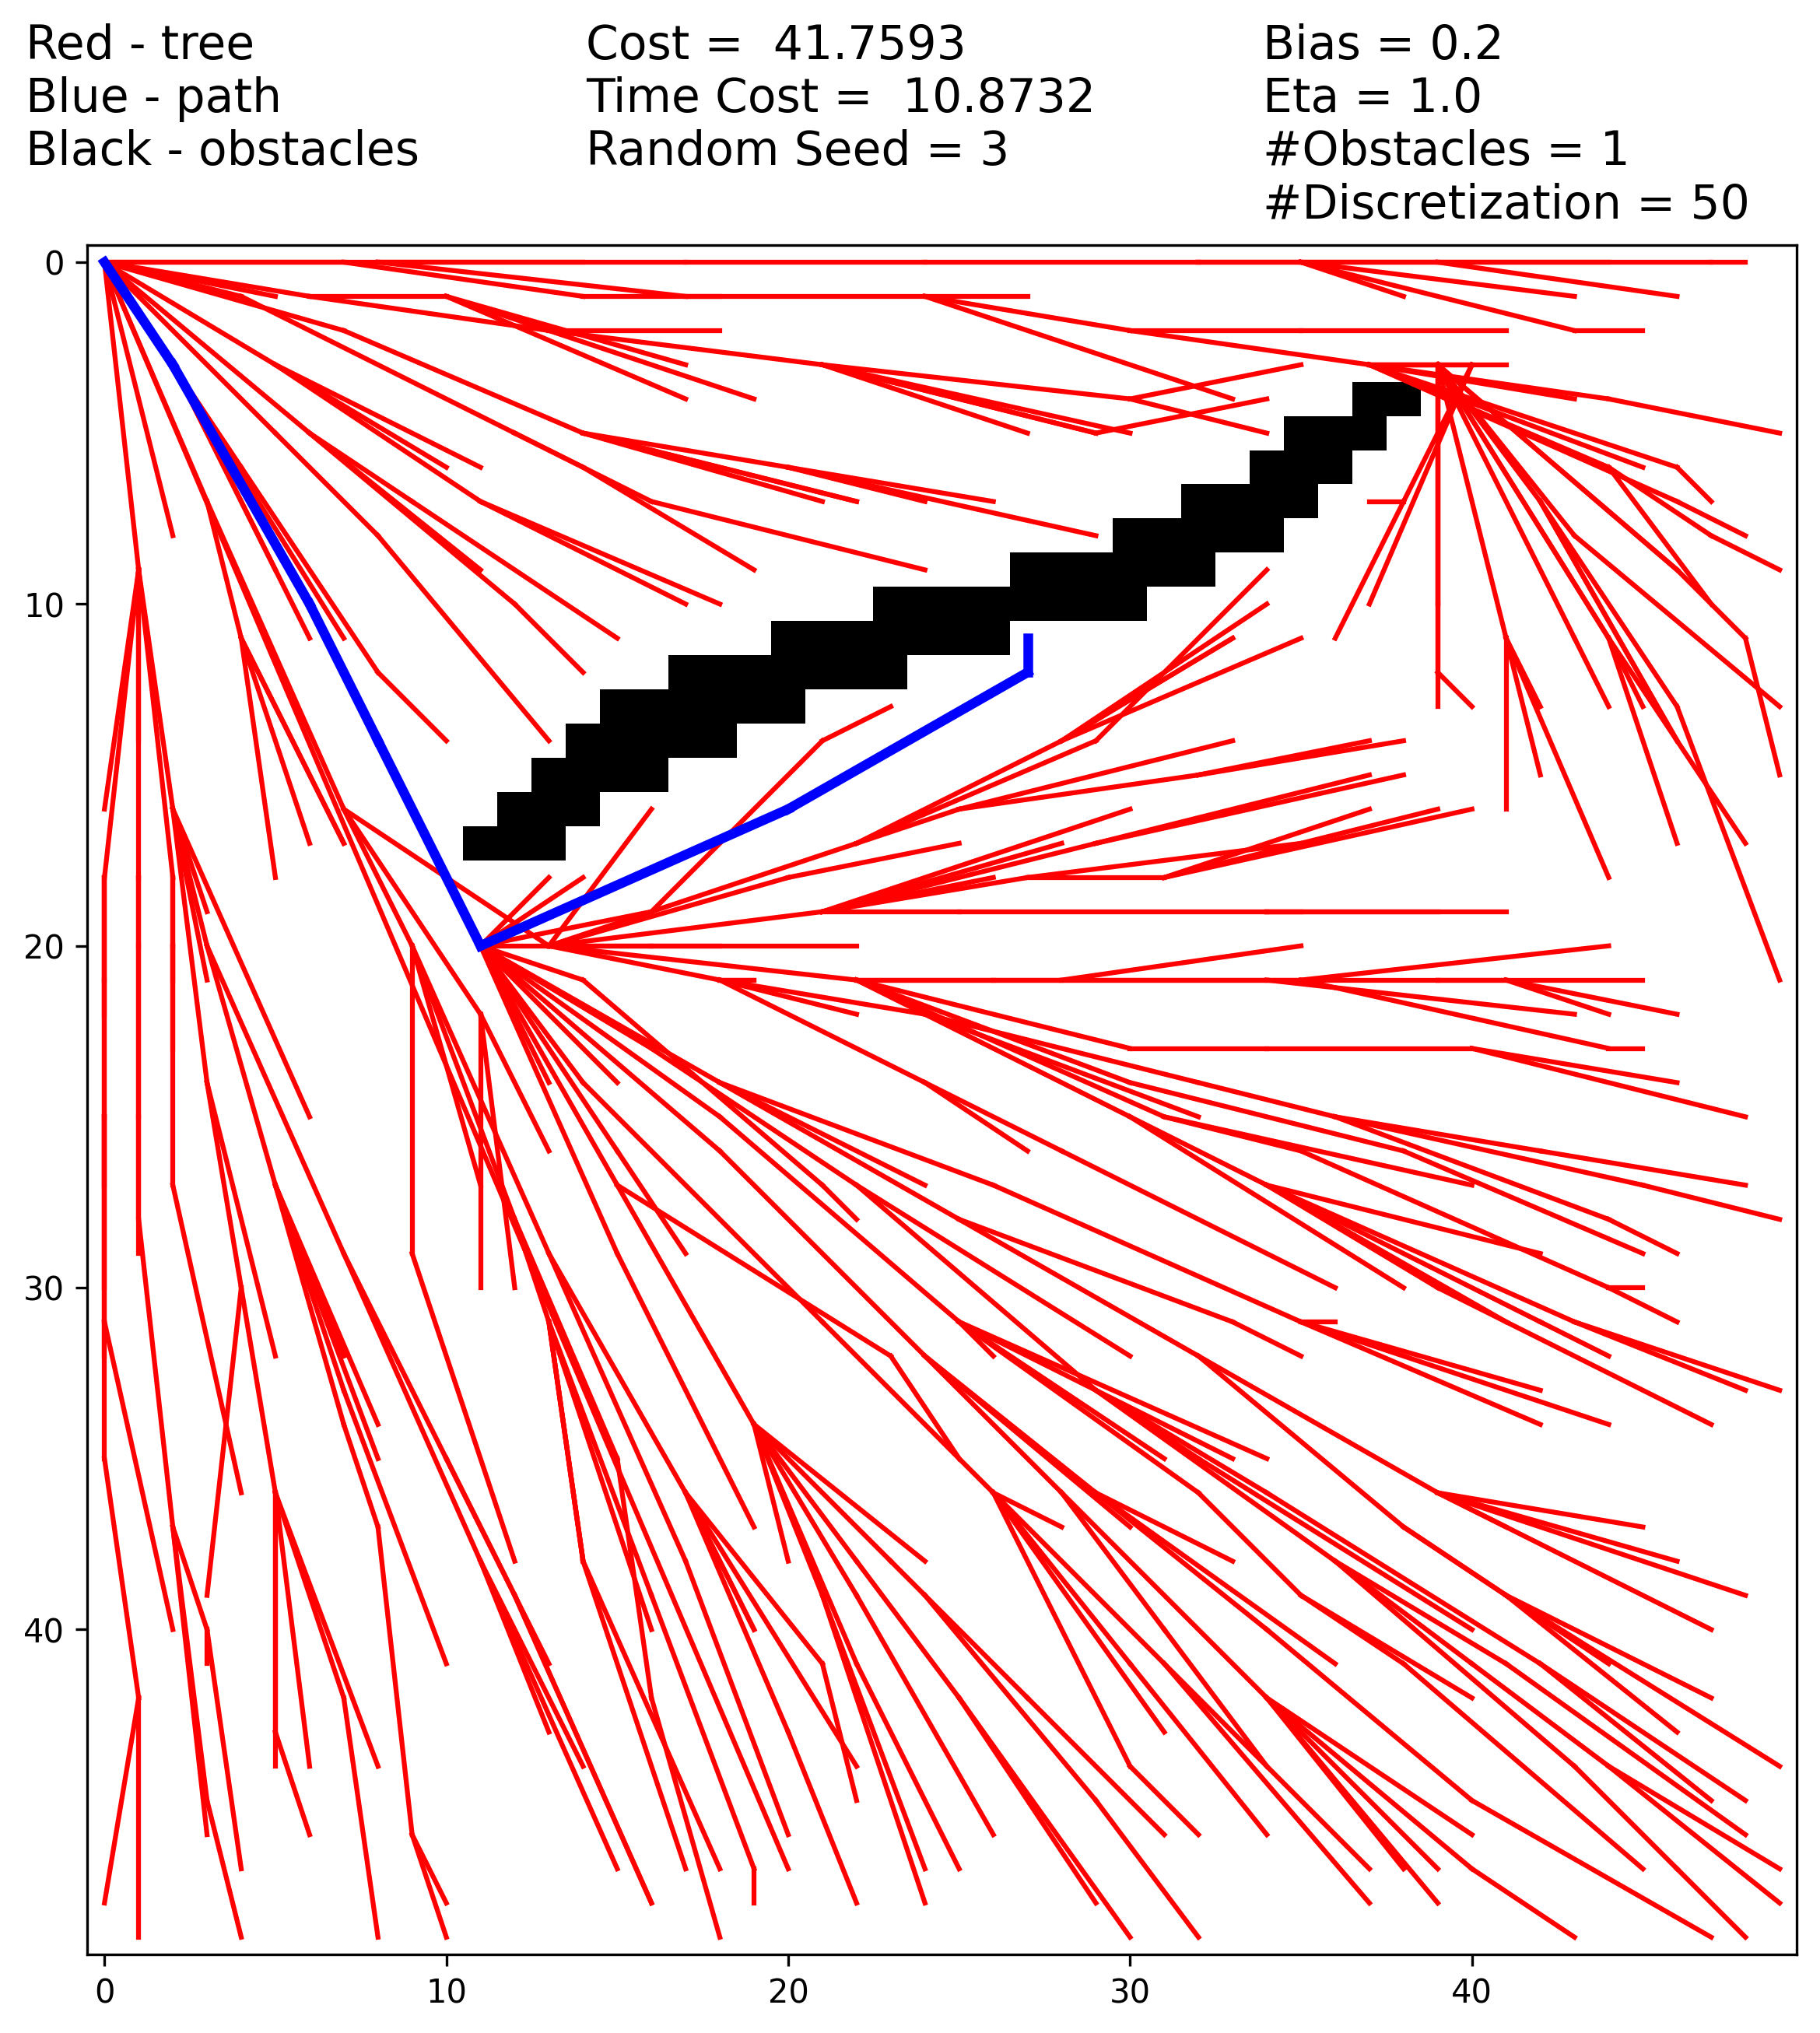 Red - tree
Blue - path
Black - obstacles
Cost =  41.7593
Time Cost =  10.8732
Random Seed = 3
Bias = 0.2
Eta = 1.0
#Obstacles = 1
#Discretization = 50
0
10
20
30
40
0
10
20
30
40